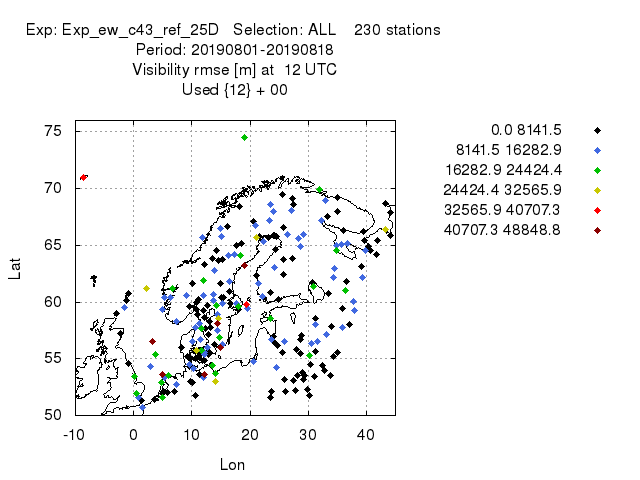 Exp: Exp_ew_c43_ref_25D Selection: ALL 230 stations
Period: 20190801-20190818
Visibility rmse [m] at 12 UTC
Used {12} + 00
0.0 8141.5
8141.5 16282.9
16282.9 24424.4
24424.4 32565.9
32565.9 40707.3
40707.3 48848.8
75
70
65
60
55
50
Lat
-10 0 10 20 30 40
Lon